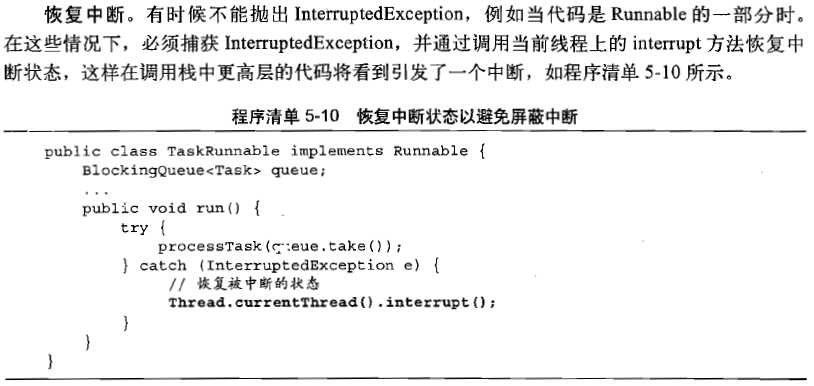 恢复中断。有时候不能抛出 InterruptedException，例如当代码是 Runnable 的一部分时。
在这些情况下，必须捕获 InterruptedException，并通过调用当前线程上的 interrupt 方法恢复中
断状态，这样在调用栈中更高层的代码将看到引发了一个中断，如程序清单 5-10 所示。
程序清单 5-10 恢复中断状态以避免屏蔽中断
public class TaskRunnable implements Runnable {
BlockingQueue<Task> queue;
...
public void run() {
try {
processTask(queue.take());
} catch (InterruptedException e) {
// 恢复被中断的状态
Thread.currentThread().interrupt();
}
}
}